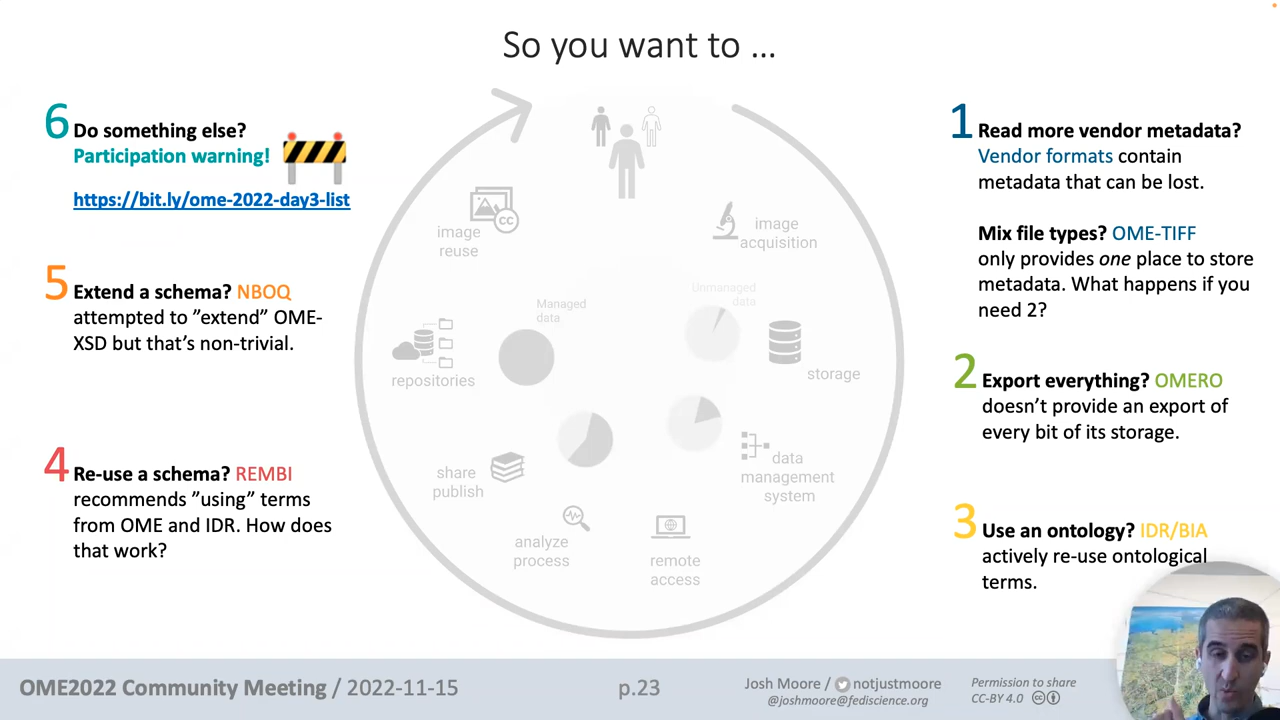 So you want to ...
1 Read more vendor metadata?
Vendor formats contain
metadata that can be lost.
Mix file types? OME-TIFF
only provides one place to store
metadata. What happens if you
need 2?
2 Export everything? OMERO
doesn't provide an export of
every bit of its storage.
3 Use an ontology? IDR/BIA
actively re-use ontological
terms.
4 Re-use a schema? REMBI
recommends ”using” terms
from OME and IDR. How does
that work?
5 Extend a schema? NBOQ
attempted to ”extend” OME-
XSD but that's non-trivial.
6 Do something else?
Participation warning!
https://bit.ly/ome-2022-day3-list
image
acquisition
Unmanaged
data
storage
data
management
system
remote
access
analyze
process
share
publish
repositories
Managed
data
image
reuse
CC
OME2022 Community Meeting / 2022-11-15
p.23
Josh Moore / notjustmoore
@joshmoore@fediscience.org
Permission to share
CC-BY 4.0